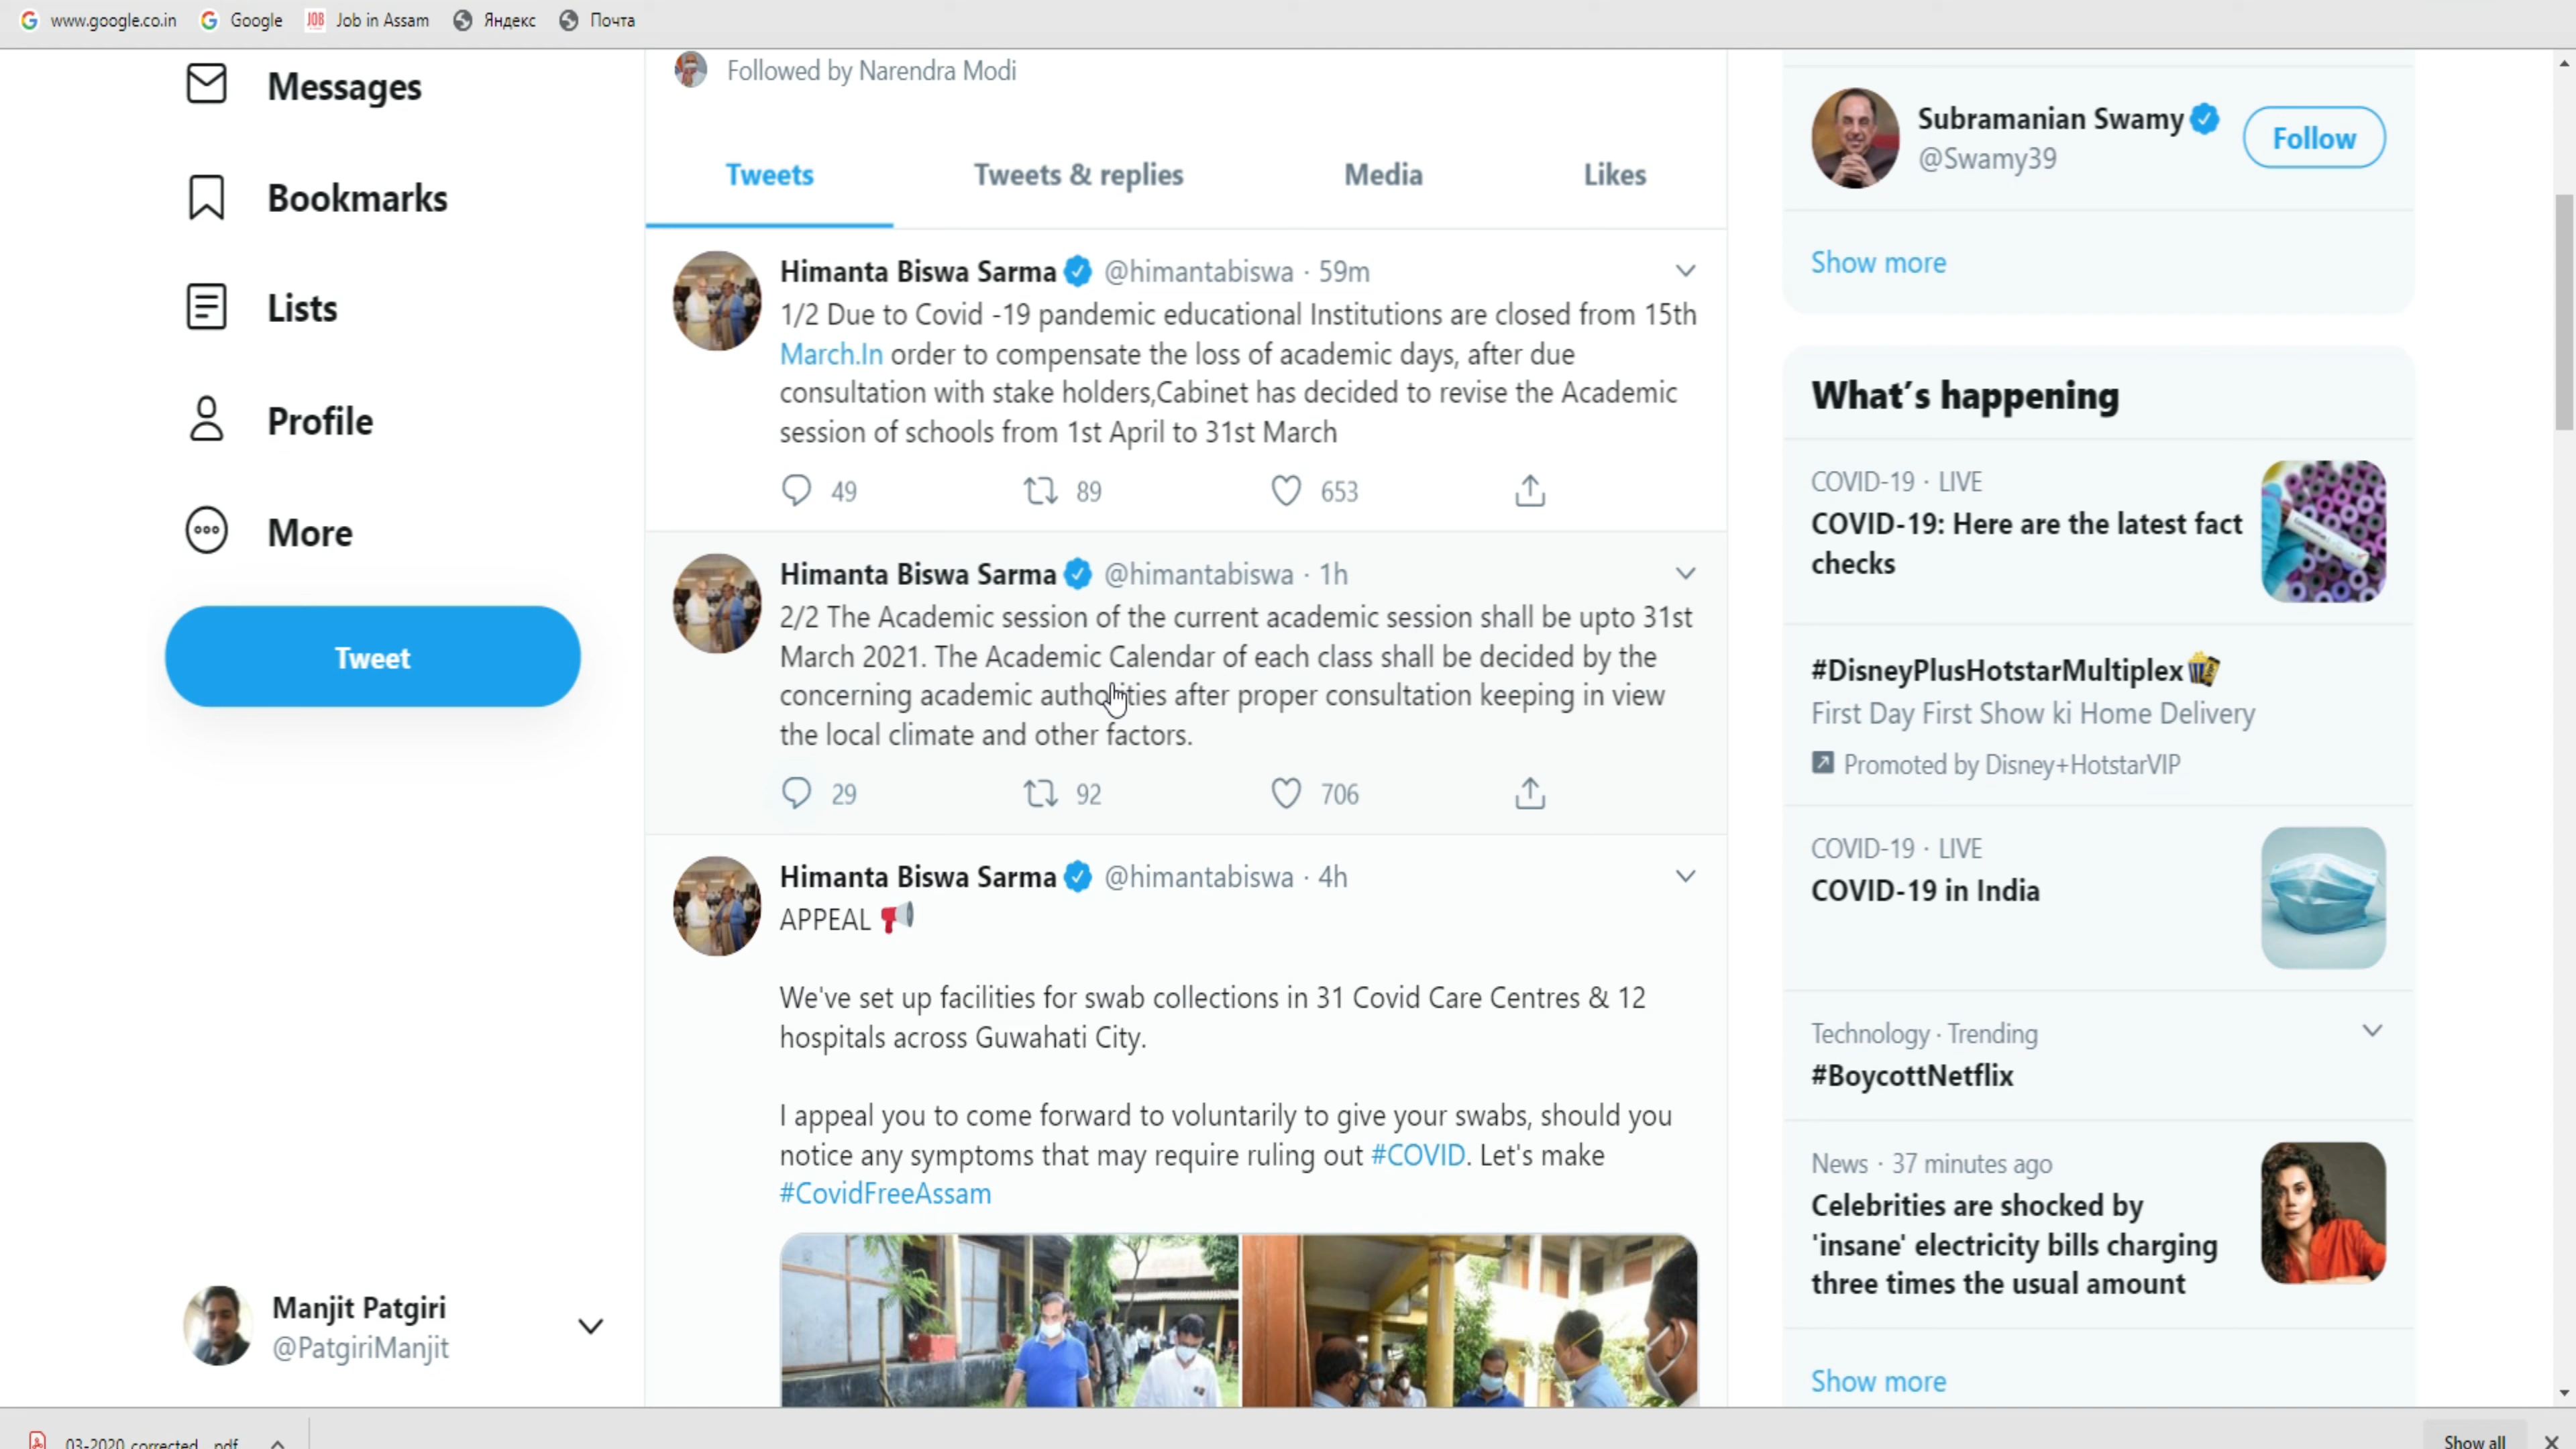 www.google.co.in Google JOB Job in Assam Яндекс Почта
Messages
Bookmarks
Lists
Profile
More
Tweet
Manjit Patgiri
@PatgiriManjit
Followed by Narendra Modi
Tweets Tweets & replies Media Likes
Himanta Biswa Sarma @himantabiswa · 59m
1/2 Due to Covid -19 pandemic educational Institutions are closed from 15th
March.In order to compensate the loss of academic days, after due
consultation with stake holders,Cabinet has decided to revise the Academic
session of schools from 1st April to 31st March
49 89 653
Himanta Biswa Sarma @himantabiswa · 1h
2/2 The Academic session of the current academic session shall be upto 31st
March 2021. The Academic Calendar of each class shall be decided by the
concerning academic authorities after proper consultation keeping in view
the local climate and other factors.
29 92 706
Himanta Biswa Sarma @himantabiswa · 4h
APPEAL
We've set up facilities for swab collections in 31 Covid Care Centres & 12
hospitals across Guwahati City.
I appeal you to come forward to voluntarily to give your swabs, should you
notice any symptoms that may require ruling out #COVID. Let's make
#CovidFreeAssam
Subramanian Swamy
@Swamy39
Follow
Show more
What's happening
COVID-19 · LIVE
COVID-19: Here are the latest fact
checks
#DisneyPlusHotstarMultiplex
First Day First Show ki Home Delivery
Promoted by Disney+HotstarVIP
COVID-19 · LIVE
COVID-19 in India
Technology · Trending
#BoycottNetflix
News · 37 minutes ago
Celebrities are shocked by
'insane' electricity bills charging
three times the usual amount
Show more
03-2020 corrected_.pdf
Show all